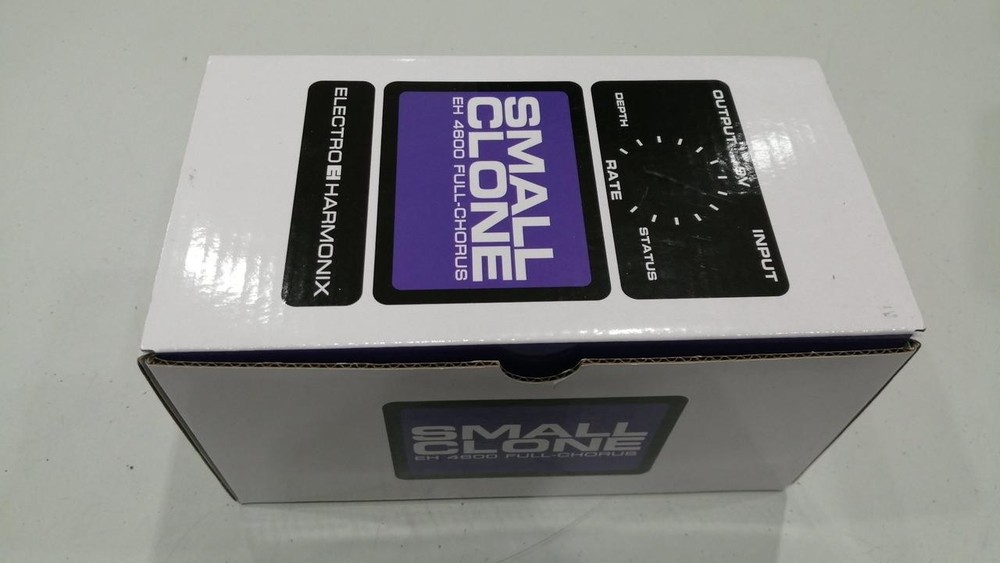 OUTPUT
9V
INPUT
DEPTH
RATE
STATUS
SMALL
CLONE
EH 4600 FULL-CHORUS
ELECTRO HARMONIX
SMALL
CLONE
EH 4600 FULL-CHORUS